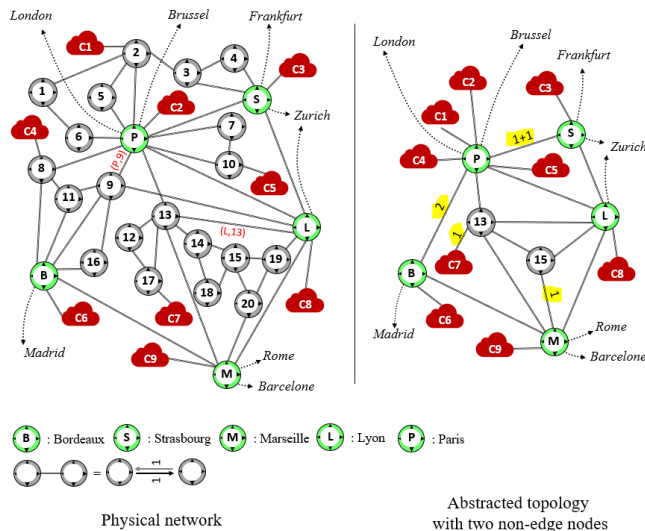 London
Brussel
Frankfurt
C1
2
3
4
C3
1
5
S
C2
Zurich
C4
6
P
7
8
(P,9)
10
11
9
C5
13
(L,13)
L
12
14
15
19
B
16
17
18
20
C8
C6
C7
Madrid
C9
M
Rome
Barcelone
London
Brussel
Frankfurt
C2
C3
C1
1+1
S
Zurich
C4
P
C5
2
1
13
L
C7
15
C8
B
1
C6
Madrid
C9
M
Rome
Barcelone
B : Bordeaux S : Strasbourg M : Marseille L : Lyon P : Paris
= 1
1
Physical network
Abstracted topology
with two non-edge nodes